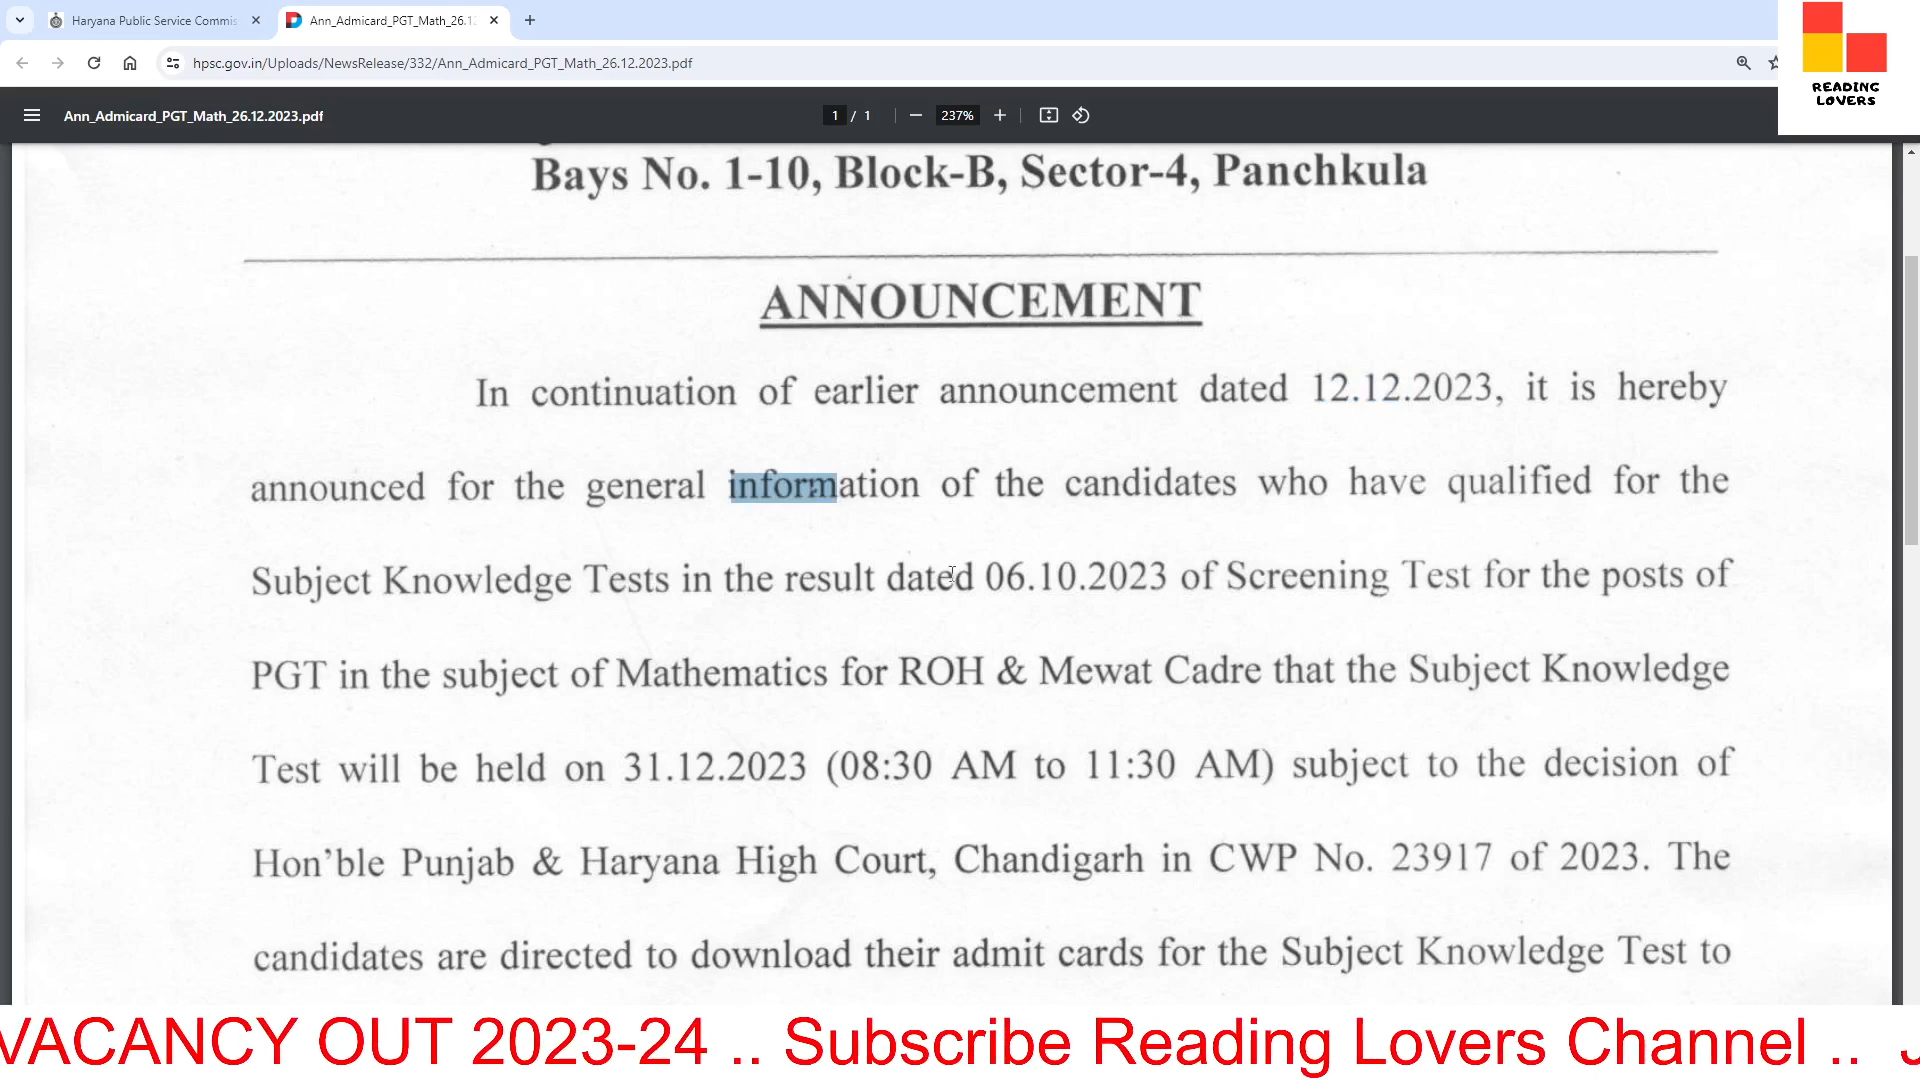 Haryana Public Service Commis
Ann_Admicard_PGT_Math_26.1
hpsc.gov.in/Uploads/NewsRelease/332/Ann_Admicard_PGT_Math_26.12.2023.pdf
READING
LOVERS
Ann_Admicard_PGT_Math_26.12.2023.pdf
1 / 1
237%
Bays No. 1-10, Block-B, Sector-4, Panchkula
ANNOUNCEMENT
In continuation of earlier announcement dated 12.12.2023, it is hereby
announced for the general information of the candidates who have qualified for the
Subject Knowledge Tests in the result dated 06.10.2023 of Screening Test for the posts of
PGT in the subject of Mathematics for ROH & Mewat Cadre that the Subject Knowledge
Test will be held on 31.12.2023 (08:30 AM to 11:30 AM) subject to the decision of
Hon'ble Punjab & Haryana High Court, Chandigarh in CWP No. 23917 of 2023. The
candidates are directed to download their admit cards for the Subject Knowledge Test to
VACANCY OUT 2023-24 .. Subscribe Reading Lovers Channel ..